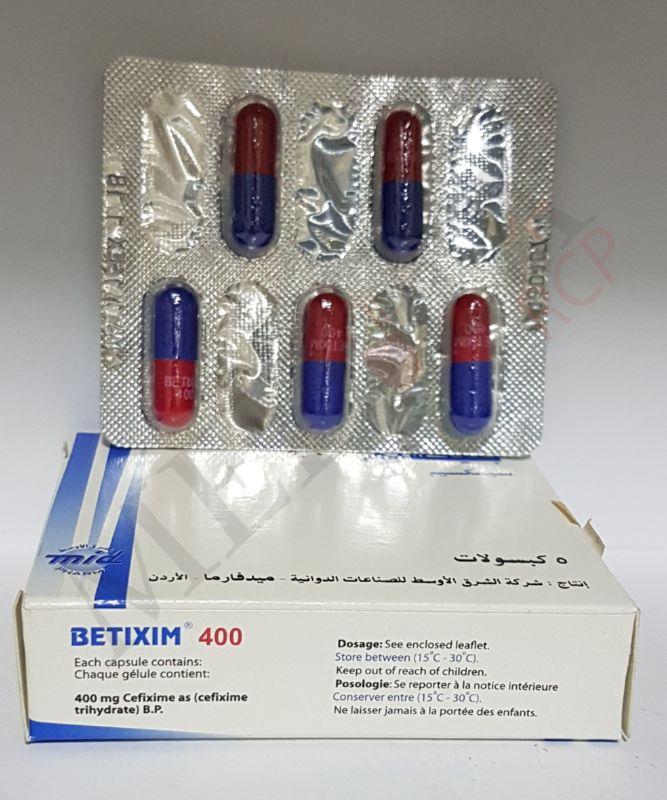 BETIXIM
400
mid
PHARMA
٥ كبسولات
إنتاج : شركة الشرق الأوسط للصناعات الدوائية - ميدفارما - الأردن
BETIXIM® 400
Each capsule contains:
Chaque gélule contient:
400 mg Cefixime as (cefixime
trihydrate) B.P.
Dosage: See enclosed leaflet.
Store between (15°C - 30°C).
Keep out of reach of children.
Posologie: Se reporter à la notice intérieure
Conserver entre (15°C - 30°C).
Ne laisser jamais à la portée des enfants.